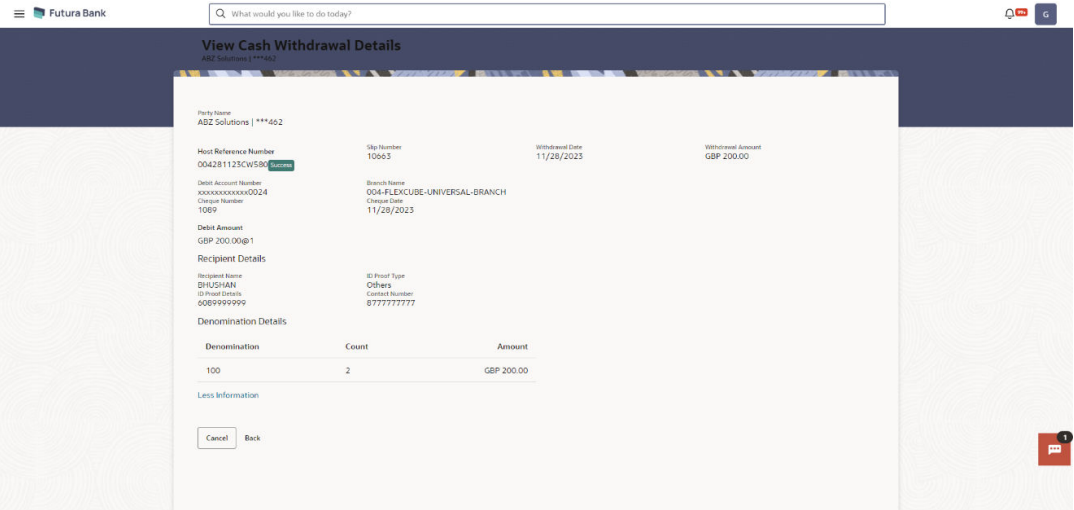 Futura Bank
What would you like to do today?
99+
G
View Cash Withdrawal Details
ABZ Solutions | ***462
Party Name
ABZ Solutions | ***462
Host Reference Number
004281123CW580 Success
Slip Number
10663
Withdrawal Date
11/28/2023
Withdrawal Amount
GBP 200.00
Debit Account Number
xxxxxxxxxxxx0024
Branch Name
004-FLEXCUBE-UNIVERSAL-BRANCH
Cheque Number
1089
Cheque Date
11/28/2023
Debit Amount
GBP 200.00@1
Recipient Details
Recipient Name
BHUSHAN
ID Proof Type
Others
ID Proof Details
6089999999
Contact Number
8777777777
Denomination Details
Denomination Count Amount
100 2 GBP 200.00
Less Information
Cancel Back
1